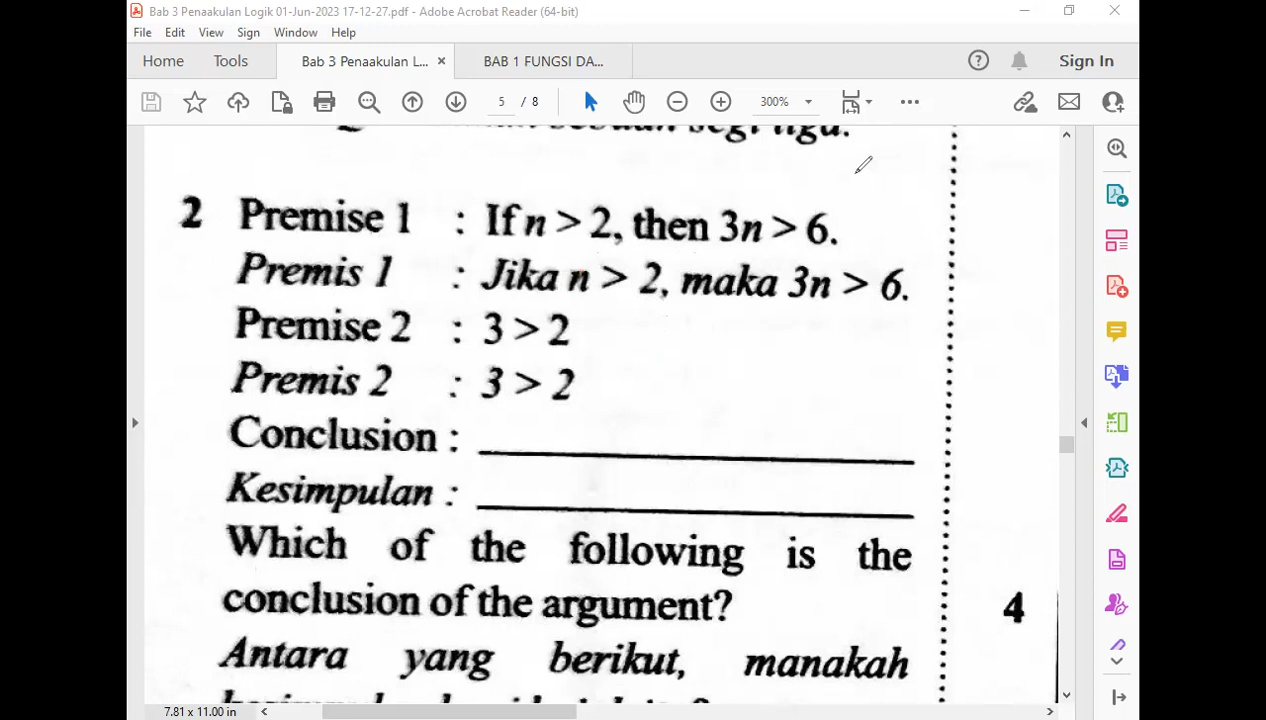 Bab 3 Penaakulan Logik 01-Jun-2023 17-12-27.pdf - Adobe Acrobat Reader (64-bit)
File Edit View Sign Window Help
Home Tools Bab 3 Penaakulan L... × BAB 1 FUNGSI DA... Sign In
5 / 8 300%
segi tiga.
2 Premise 1 : If n > 2, then 3n > 6.
Premis 1 : Jika n > 2, maka 3n > 6.
Premise 2 : 3 > 2
Premis 2 : 3 > 2
Conclusion :
Kesimpulan :
Which of the following is the
conclusion of the argument?
4
Antara yang berikut, manakah
7.81 x 11.00 in